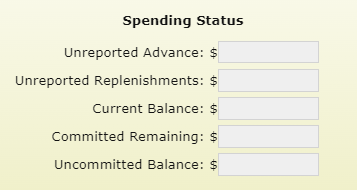 Spending Status
Unreported Advance: $
Unreported Replenishments: $
Current Balance: $
Committed Remaining: $
Uncommitted Balance: $